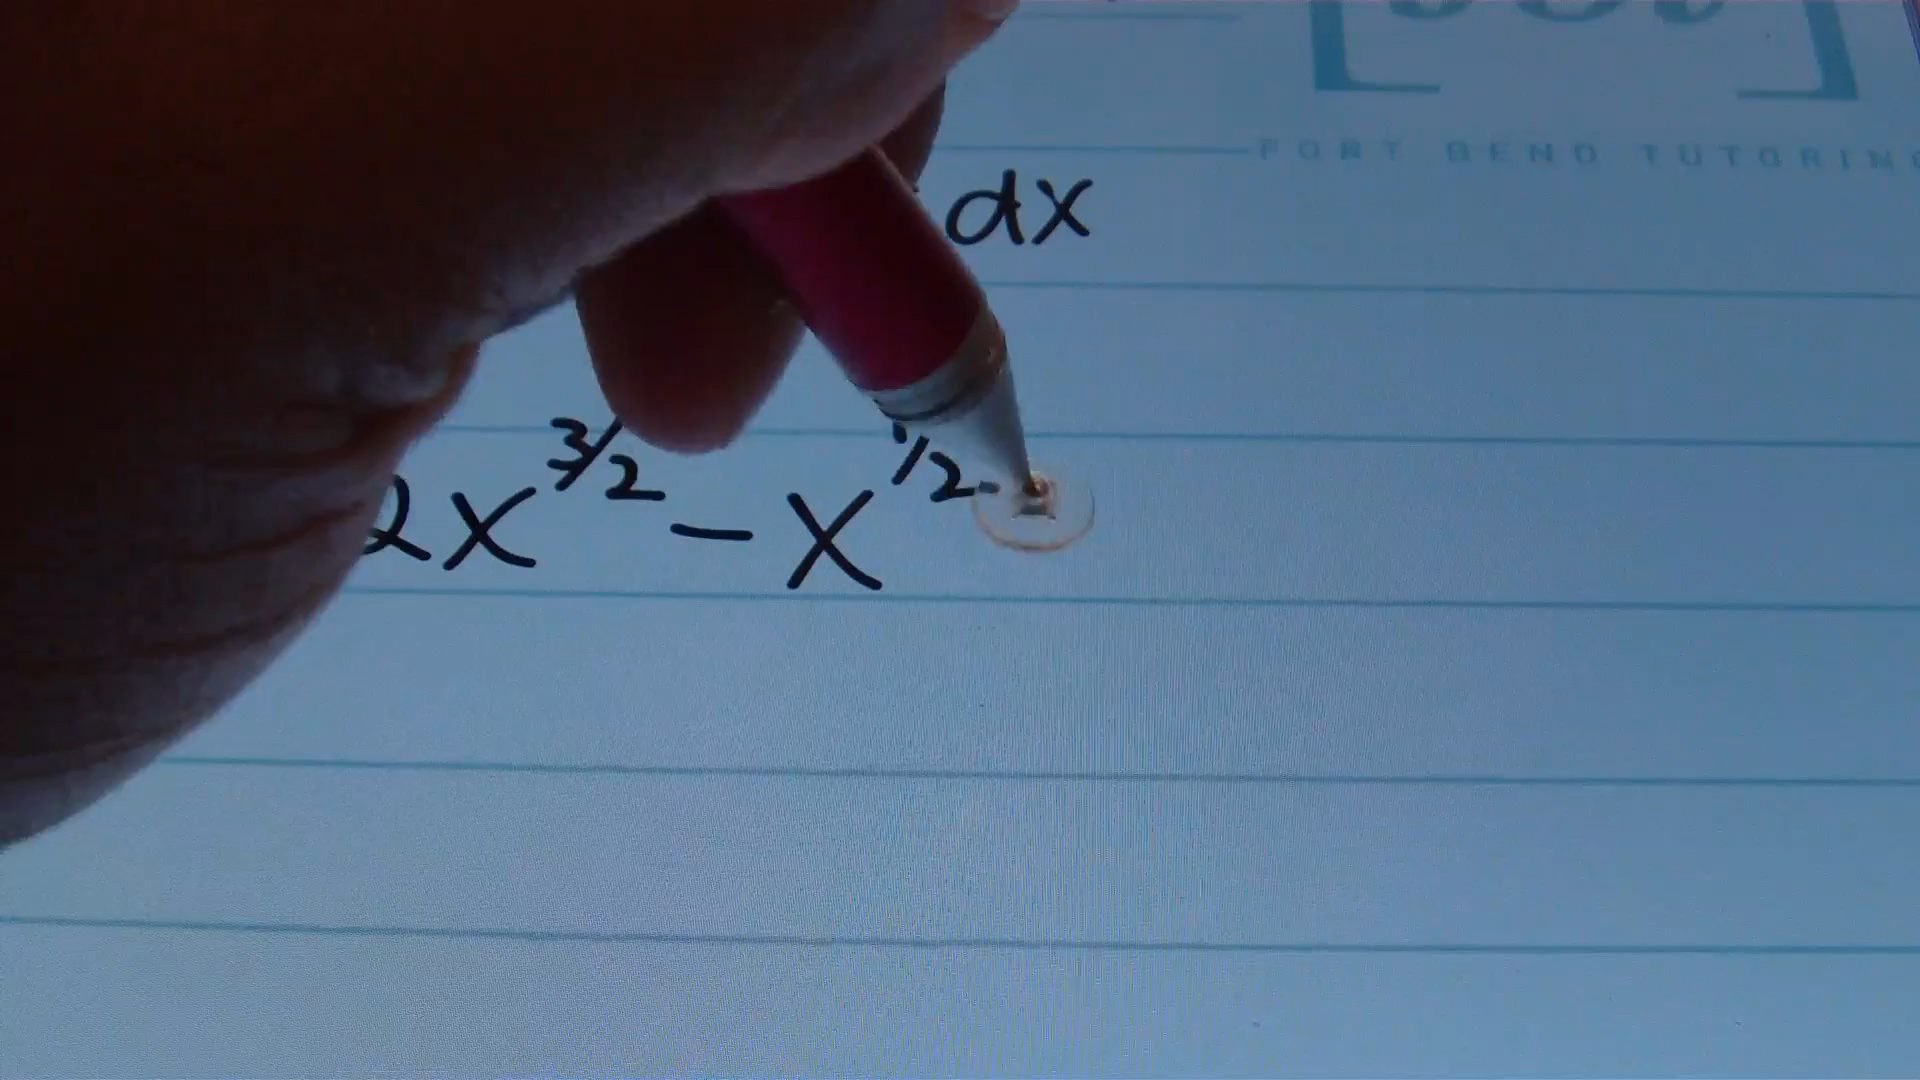 FORT BEND TUTORING
dx
2x^{3/2} - x^{1/2}